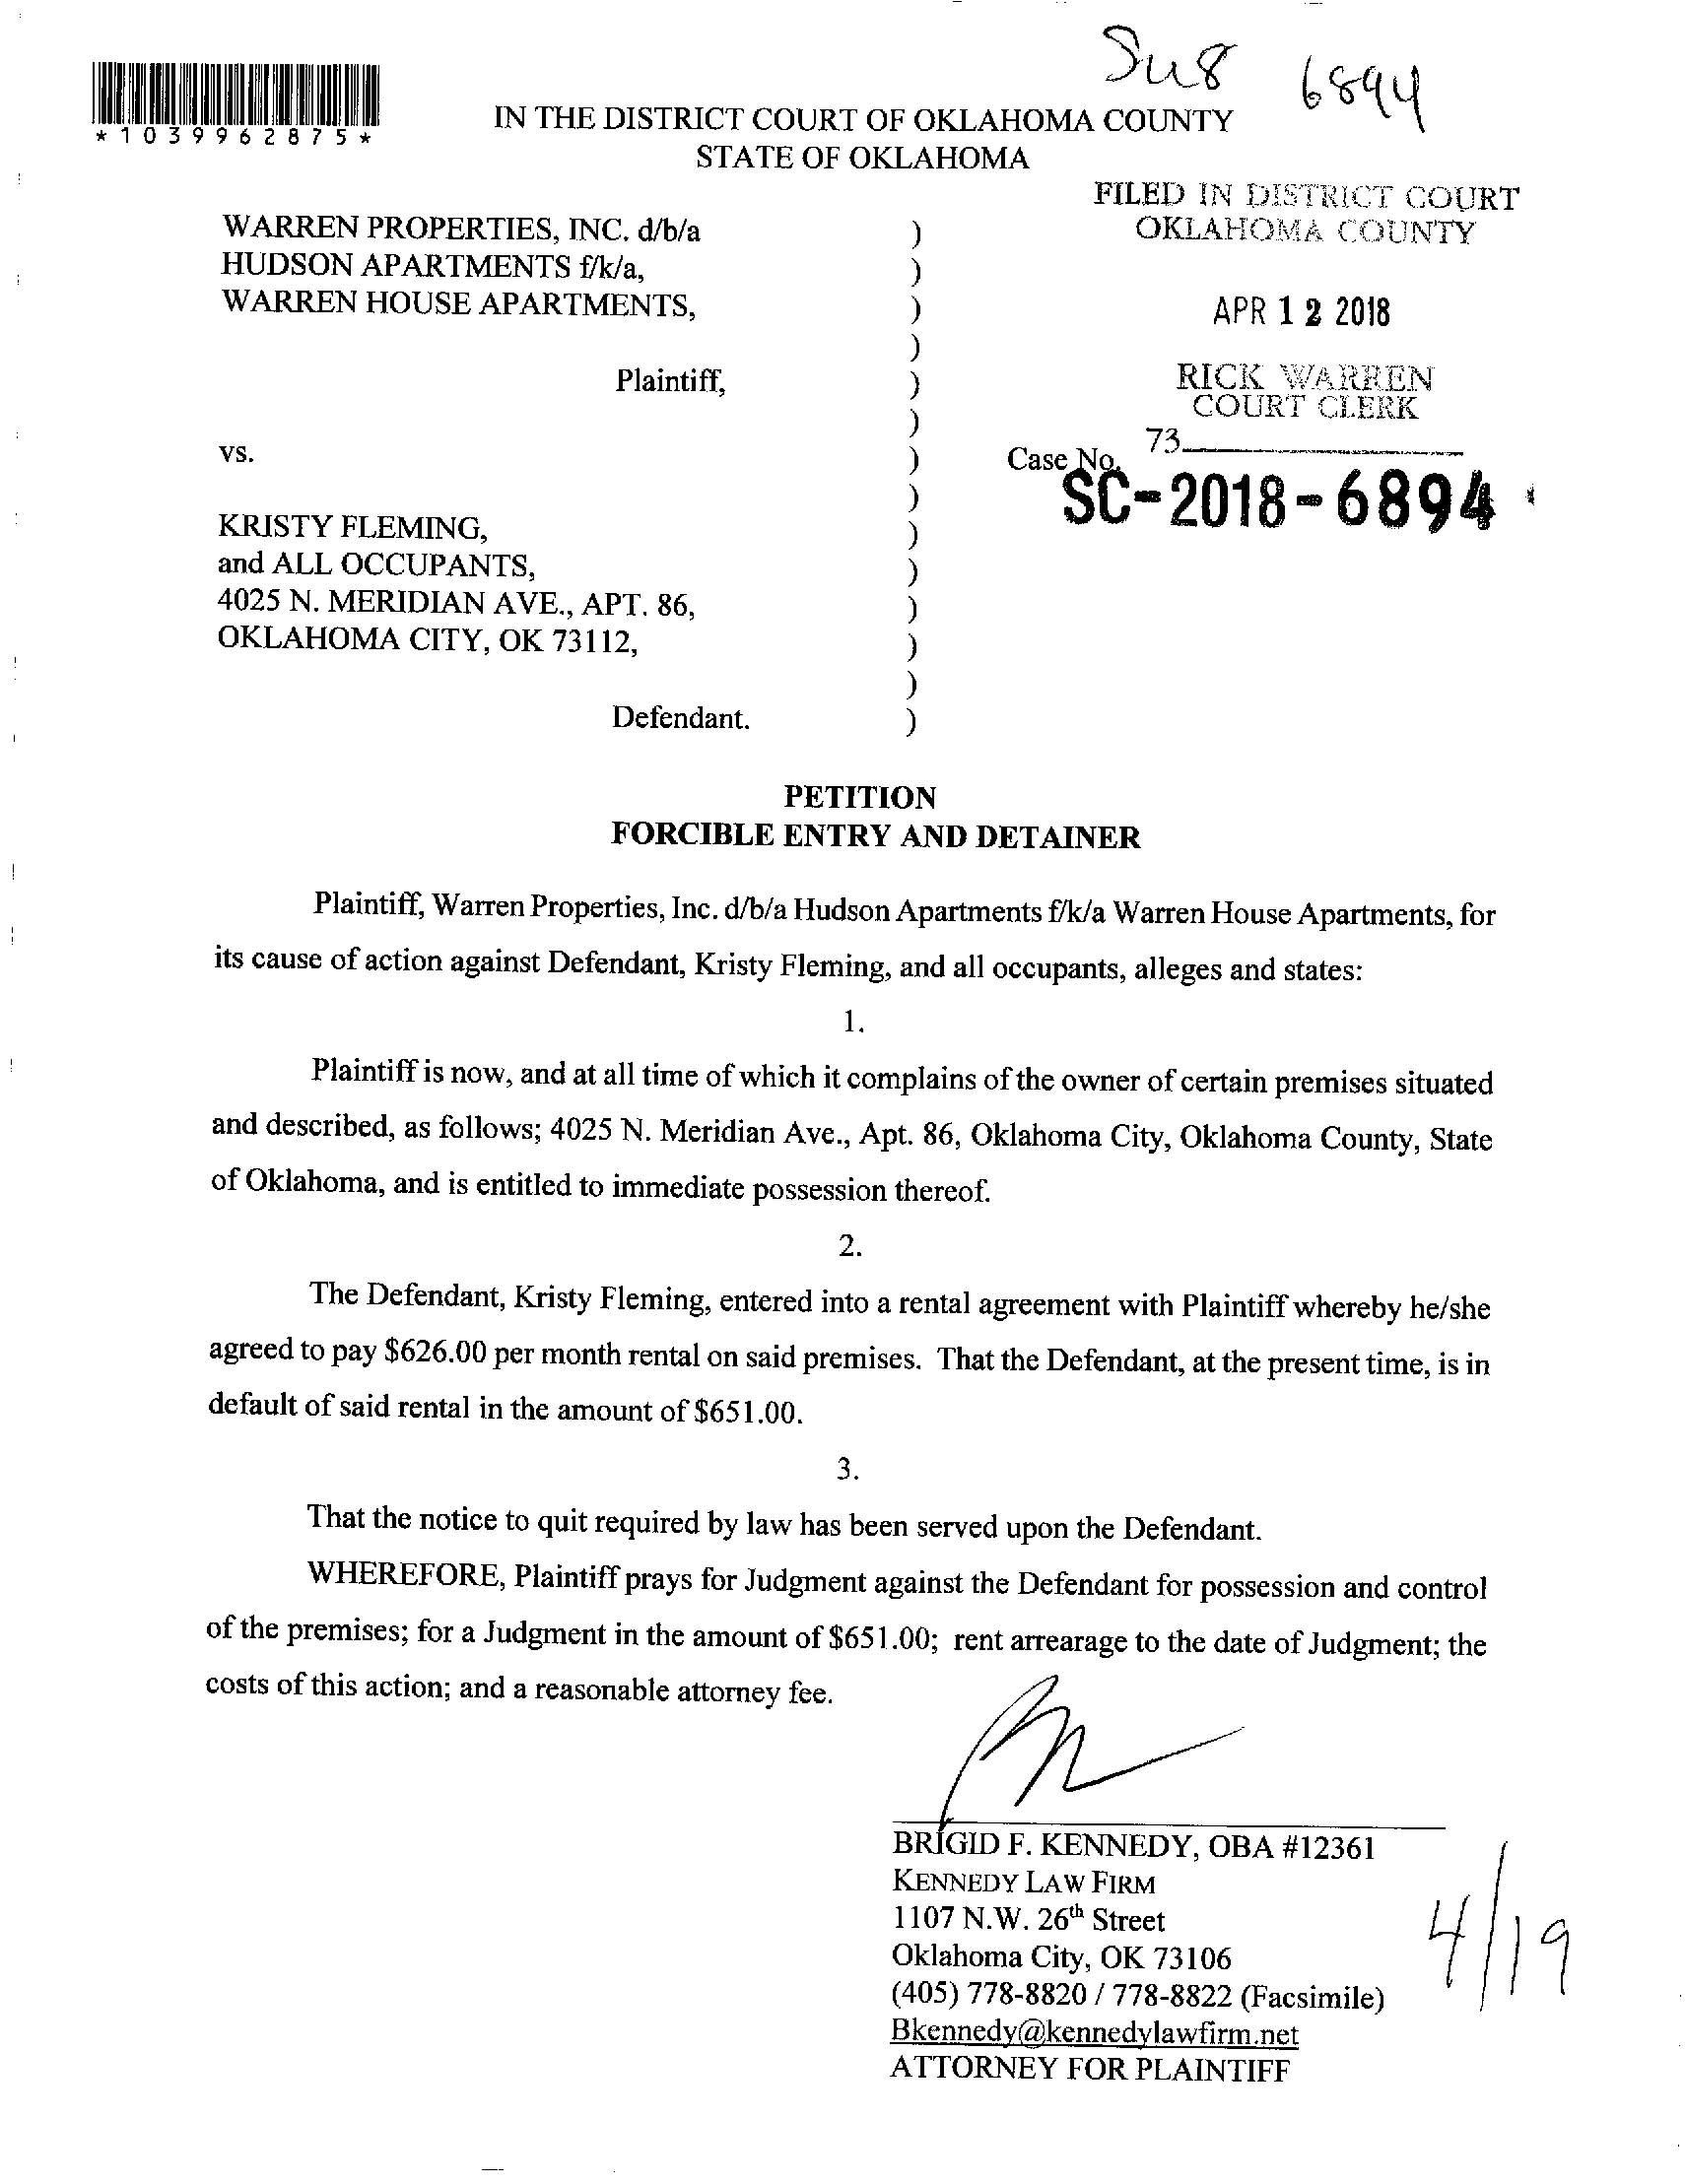 6894
*1039962875*
IN THE DISTRICT COURT OF OKLAHOMA COUNTY
STATE OF OKLAHOMA
FILED IN DISTRICT COURT
OKLAHOMA COUNTY
APR 12 2018
RICK WARREN
COURT CLERK
73
WARREN PROPERTIES, INC. d/b/a )
HUDSON APARTMENTS f/k/a, )
WARREN HOUSE APARTMENTS, )
)
Plaintiff, )
)
vs. ) Case No. SC-2018-6894
)
KRISTY FLEMING, )
and ALL OCCUPANTS, )
4025 N. MERIDIAN AVE., APT. 86, )
OKLAHOMA CITY, OK 73112, )
)
Defendant. )
PETITION
FORCIBLE ENTRY AND DETAINER
Plaintiff, Warren Properties, Inc. d/b/a Hudson Apartments f/k/a Warren House Apartments, for
its cause of action against Defendant, Kristy Fleming, and all occupants, alleges and states:
1.
Plaintiff is now, and at all time of which it complains of the owner of certain premises situated
and described, as follows; 4025 N. Meridian Ave., Apt. 86, Oklahoma City, Oklahoma County, State
of Oklahoma, and is entitled to immediate possession thereof.
2.
The Defendant, Kristy Fleming, entered into a rental agreement with Plaintiff whereby he/she
agreed to pay $626.00 per month rental on said premises. That the Defendant, at the present time, is in
default of said rental in the amount of $651.00.
3.
That the notice to quit required by law has been served upon the Defendant.
WHEREFORE, Plaintiff prays for Judgment against the Defendant for possession and control
of the premises; for a Judgment in the amount of $651.00; rent arrearage to the date of Judgment; the
costs of this action; and a reasonable attorney fee.
BRIGID F. KENNEDY, OBA #12361
KENNEDY LAW FIRM
1107 N.W. 26th Street
Oklahoma City, OK 73106
(405) 778-8820 / 778-8822 (Facsimile)
Bkennedy@kennedylawfirm.net
ATTORNEY FOR PLAINTIFF
4/19